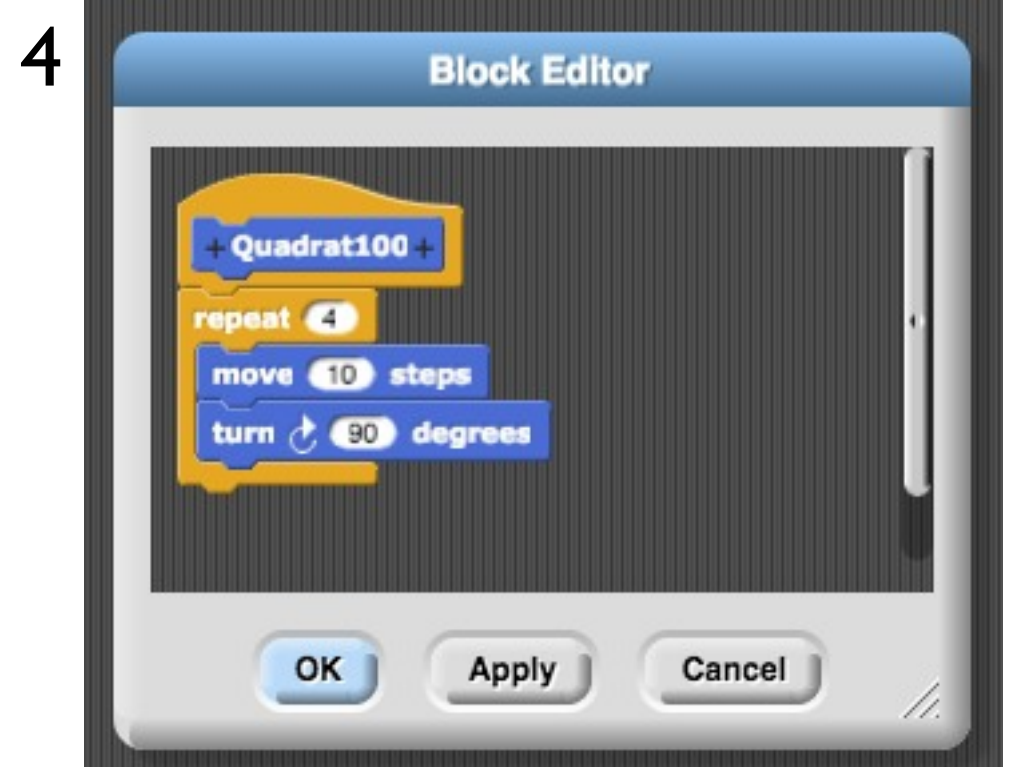 4
Block Editor
+ Quadrat100 +
repeat 4
move 10 steps
turn 90 degrees
OK Apply Cancel